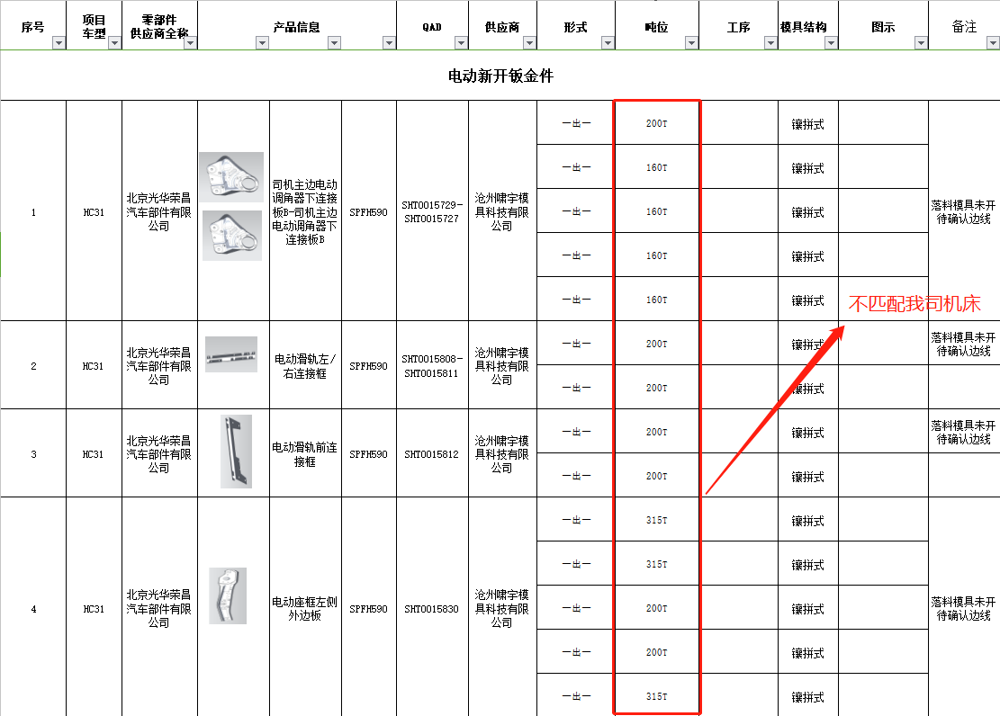 序号
项目
车型
零部件
供应商全称
产品信息
QAD
供应商
形式
吨位
工序
模具结构
图示
备注
电动新开钣金件
1
HC31
北京光华荣昌
汽车部件有限
公司
司机主边电动
调角器下连接
板B-司机主边
电动调角器下
连接板B
SPFH590
SHT0015729-
SHT0015727
沧州啸宇模
具科技有限
公司
一出一
200T
镶拼式
一出一
160T
镶拼式
一出一
160T
镶拼式
一出一
160T
镶拼式
一出一
160T
镶拼式
落料模具未开
待确认边线
不匹配我司机床
2
HC31
北京光华荣昌
汽车部件有限
公司
电动滑轨左/
右连接框
SPFH590
SHT0015808-
SHT0015811
沧州啸宇模
具科技有限
公司
一出一
200T
镶拼式
落料模具未开
待确认边线
一出一
200T
镶拼式
3
HC31
北京光华荣昌
汽车部件有限
公司
电动滑轨前连
接框
SPFH590
SHT0015812
沧州啸宇模
具科技有限
公司
一出一
200T
镶拼式
落料模具未开
待确认边线
一出一
200T
镶拼式
4
HC31
北京光华荣昌
汽车部件有限
公司
电动座框左侧
外边板
SPFH590
SHT0015830
沧州啸宇模
具科技有限
公司
一出一
315T
镶拼式
一出一
315T
镶拼式
一出一
200T
镶拼式
一出一
200T
镶拼式
一出一
315T
镶拼式
落料模具未开
待确认边线